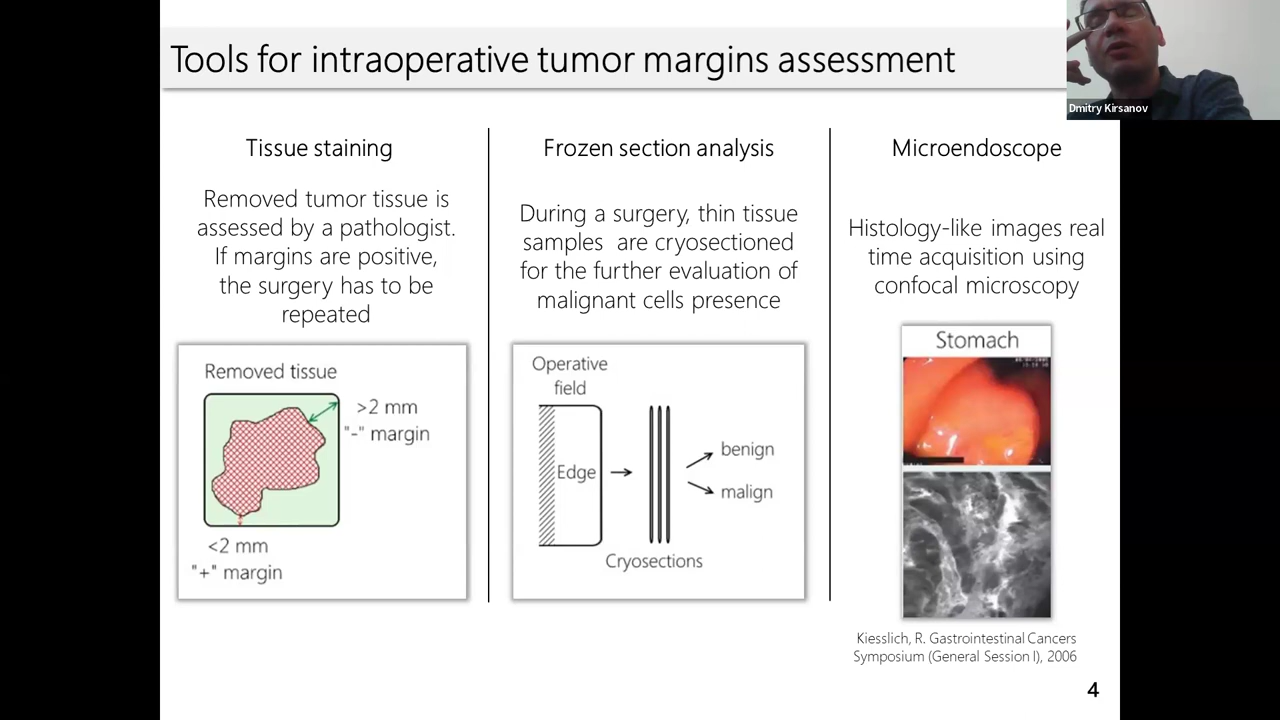 Tools for intraoperative tumor margins assessment
Dmitry Kirsanov
Tissue staining
Removed tumor tissue is
assessed by a pathologist.
If margins are positive,
the surgery has to be
repeated
Removed tissue
>2 mm
"-" margin
<2 mm
"+" margin
Frozen section analysis
During a surgery, thin tissue
samples are cryosectioned
for the further evaluation of
malignant cells presence
Operative
field
Edge
benign
malign
Cryosections
Microendoscope
Histology-like images real
time acquisition using
confocal microscopy
Stomach
Kiesslich, R. Gastrointestinal Cancers
Symposium (General Session I), 2006
4